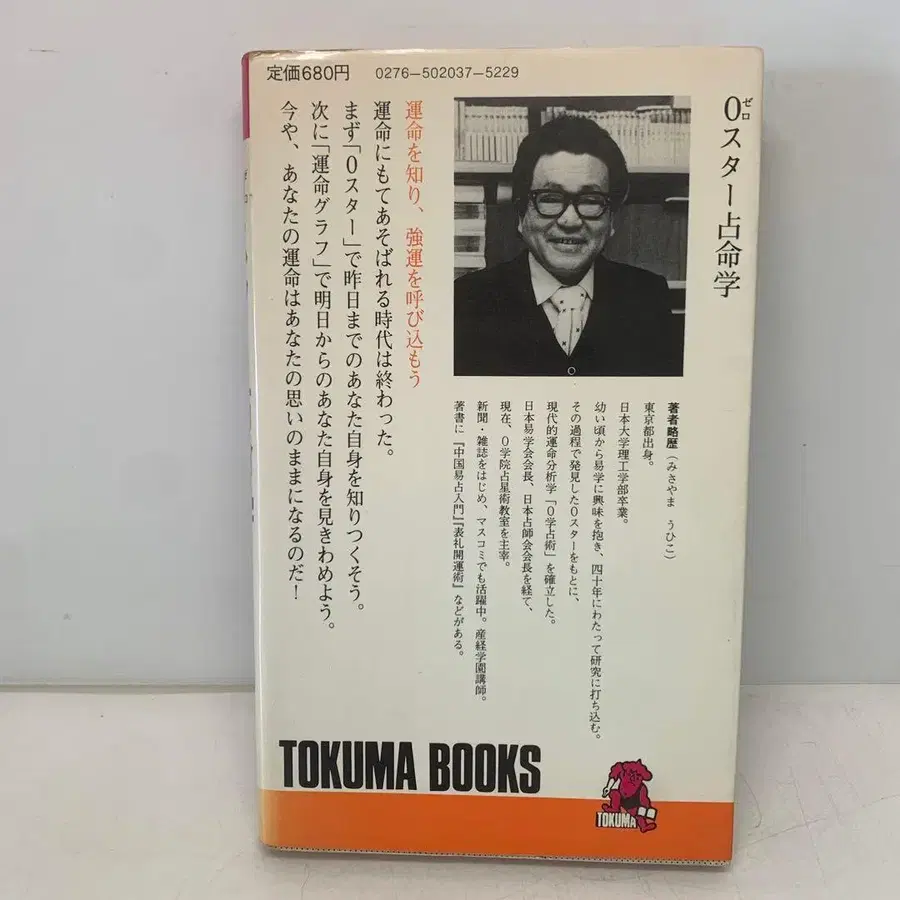 定価680円 0276-502037-5229
0スター占命学
ゼロ
運命を知り、強運を呼び込もう
運命にもてあそばれる時代は終わった。
まず「0スター」で昨日までのあなた自身を知りつくそう。
次に「運命グラフ」で明日からのあなた自身を見きわめよう。
今や、あなたの運命はあなたの思いのままになるのだ!
著者略歴(みさやま うひこ)
東京都出身。
日本大学理工学部卒業。
幼い頃から易学に興味を抱き、四十年にわたって研究に打ち込む。
その過程で発見した0スターをもとに、
現代的運命分析学「0学占術」を確立した。
日本易学会会長、日本占師会会長を経て、
現在、0学院占星術教室を主宰。
新聞・雑誌をはじめ、マスコミでも活躍中。産経学園講師。
著書に『中国易占入門』『表札開運術』などがある。
TOKUMA BOOKS
TOKUMA